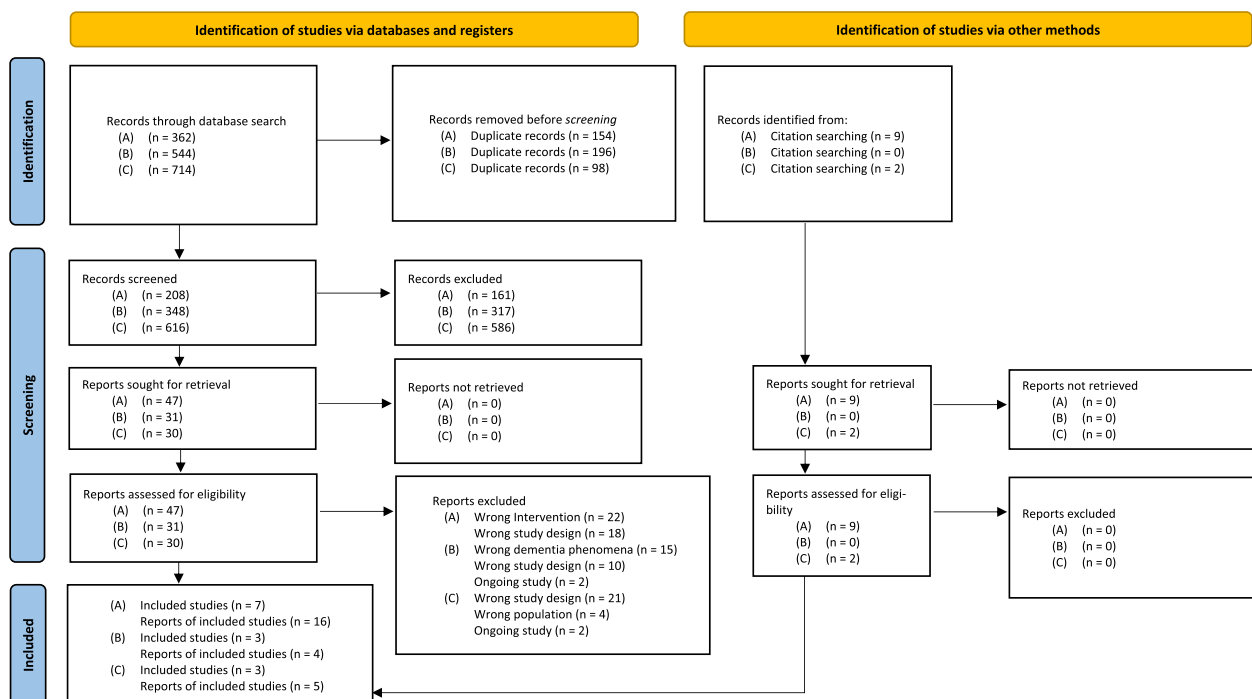 Identification of studies via databases and registers
Identification of studies via other methods
Identification
Records through database search
(A) (n = 362)
(B) (n = 544)
(C) (n = 714)
Records removed before screening
(A) Duplicate records (n = 154)
(B) Duplicate records (n = 196)
(C) Duplicate records (n = 98)
Records identified from:
(A) Citation searching (n = 9)
(B) Citation searching (n = 0)
(C) Citation searching (n = 2)
Screening
Records screened
(A) (n = 208)
(B) (n = 348)
(C) (n = 616)
Records excluded
(A) (n = 161)
(B) (n = 317)
(C) (n = 586)
Reports sought for retrieval
(A) (n = 47)
(B) (n = 31)
(C) (n = 30)
Reports not retrieved
(A) (n = 0)
(B) (n = 0)
(C) (n = 0)
Reports sought for retrieval
(A) (n = 9)
(B) (n = 0)
(C) (n = 2)
Reports not retrieved
(A) (n = 0)
(B) (n = 0)
(C) (n = 0)
Reports assessed for eligibility
(A) (n = 47)
(B) (n = 31)
(C) (n = 30)
Reports excluded
(A) Wrong Intervention (n = 22)
Wrong study design (n = 18)
(B) Wrong dementia phenomena (n = 15)
Wrong study design (n = 10)
Ongoing study (n = 2)
(C) Wrong study design (n = 21)
Wrong population (n = 4)
Ongoing study (n = 2)
Reports assessed for eligi-
bility
(A) (n = 9)
(B) (n = 0)
(C) (n = 2)
Reports excluded
(A) (n = 0)
(B) (n = 0)
(C) (n = 0)
Included
(A) Included studies (n = 7)
Reports of included studies (n = 16)
(B) Included studies (n = 3)
Reports of included studies (n = 4)
(C) Included studies (n = 3)
Reports of included studies (n = 5)